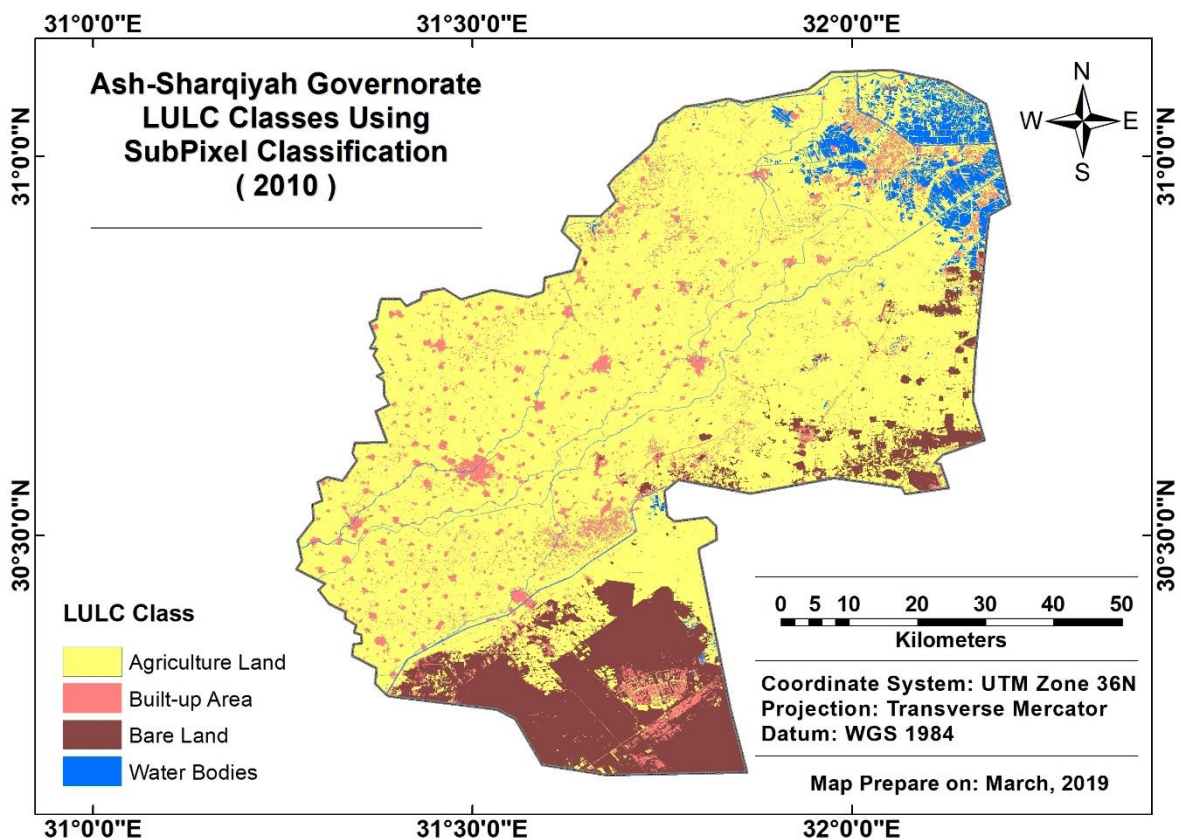 31°0'0"E 31°30'0"E 32°0'0"E
Ash-Sharqiyah Governorate
LULC Classes Using
SubPixel Classification
( 2010 )
N
W E
S
31°0'0"N
31°0'0"N
30°30'0"N
30°30'0"N
LULC Class
Agriculture Land
Built-up Area
Bare Land
Water Bodies
0 5 10 20 30 40 50
Kilometers
Coordinate System: UTM Zone 36N
Projection: Transverse Mercator
Datum: WGS 1984
Map Prepare on: March, 2019
31°0'0"E 31°30'0"E 32°0'0"E